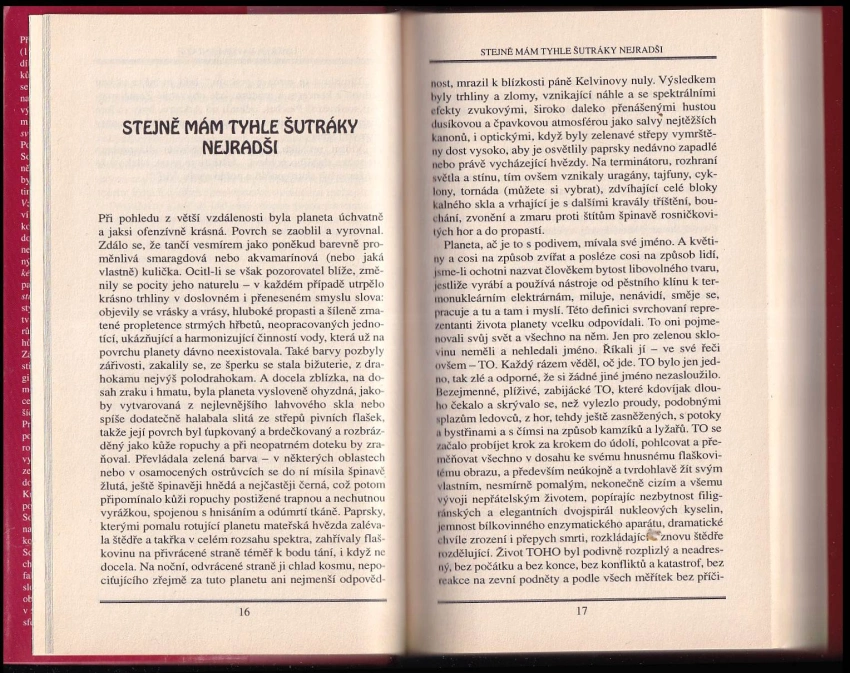 STEJNĚ MÁM TYHLE ŠUTRÁKY
NEJRADŠI
Při pohledu z větší vzdálenosti byla planeta úchvatně
a jaksi ofenzívně krásná. Povrch se zaoblil a vyrovnal.
Zdálo se, že tančí vesmírem jako poněkud barevně pro-
měnlivá smaragdová nebo akvamarínová (nebo jaká
vlastně) kulička. Ocitl-li se však pozorovatel blíže, změ-
nily se pocity jeho naturelu – v každém případě utrpělo
krásno trhliny v doslovném i přeneseném smyslu slova:
objevily se vrásky a vrásy, hluboké propasti a šíleně zma-
tené propletence strmých hřbetů, neopracovaných jedno-
tící, ukázňující a harmonizující činností vody, která už na
povrchu planety dávno neexistovala. Také barvy pozbyly
zářivosti, zakalily se, ze šperku se stala bižuterie, z dra-
hokamu nejvýš polodrahokam. A docela zblízka, na do-
sah zraku i hmatu, byla planeta vysloveně ohyzdná, jako-
by vytvarovaná z nejlevnějšího lahvového skla nebo
spíše dodatečně halabala slitá ze střepů pivních flašek,
takže její povrch byl ťupkovaný a brdečkovaný a rozbráz-
děný jako kůže ropuchy a při neopatrném doteku by zra-
ňoval. Převládala zelená barva – v některých oblastech
nebo v osamocených ostrůvcích se do ní mísila špinavě
žlutá, ještě špinavěji hnědá a nejčastěji černá, což potom
připomínalo kůži ropuchy postižené trapnou a nechutnou
vyrážkou, spojenou s hnisáním a odúmrtí tkáně. Paprsky,
kterými pomalu rotující planetu mateřská hvězda zaléva-
la štědře a takřka v celém rozsahu spektra, zahřívaly flaš-
kovinu na přivrácené straně téměř k bodu tání, i když ne
docela. Na noční, odvrácené straně ji chlad kosmu, nepo-
ciťujícího zřejmě za tuto planetu ani nejmenší odpověd-
16
STEJNĚ MÁM TYHLE ŠUTRÁKY NEJRADŠI
nost, mrazil k blízkosti páně Kelvinovy nuly. Výsledkem
byly trhliny a zlomy, vznikající náhle a se spektrálními
efekty zvukovými, široko daleko přenášenými hustou
dusíkovou a čpavkovou atmosférou jako salvy nejtěžších
kanonů, i optickými, když byly zelenavé střepy vymrště-
ny dost vysoko, aby je osvětlily paprsky nedávno zapadlé
nebo právě vycházející hvězdy. Na terminátoru, rozhraní
světla a stínu, tím ovšem vznikaly uragány, tajfuny, cyk-
lony, tornáda (můžete si vybrat), zdvíhající celé bloky
kalného skla a vrhající je s dalšími kravály tříštění, bou-
chání, zvonění a zmaru proti štítům špinavě rosničkovi-
tých hor a do propastí.
Planeta, ač je to s podivem, mívala své jméno. A květi-
ny a cosi na způsob zvířat a posléze cosi na způsob lidí,
jsme-li ochotni nazvat člověkem bytost libovolného tvaru,
jestliže vyrábí a používá nástroje od pěstního klínu k ter-
monukleárním elektrárnám, miluje, nenávidí, směje se,
pracuje a tu a tam i myslí. Této definici svrchovaní repre-
zentanti života planety vcelku odpovídali. To oni pojme-
novali svůj svět a všechno na něm. Jen pro zelenou sklo-
vinu neměli a nehledali jméno. Říkali jí – ve své řeči
ovšem – TO. Každý rázem věděl, oč jde. TO bylo jen jed-
no, tak zlé a odporné, že si žádné jiné jméno nezasloužilo.
Bezejmenné, plíživé, zabijácké TO, které kdovíjak dlou-
ho čekalo a skrývalo se, než vylezlo proudy, podobnými
splazům ledovců, z hor, tehdy ještě zasněžených, s potoky
a bystřinami a s čímsi na způsob kamzíků a lyžařů. TO se
začalo probíjet krok za krokem do údolí, pohlcovat a pře-
měňovat všechno v dosahu ke svému hnusnému flaškovi-
tému obrazu, a především neúkojně a tvrdohlavě žít svým
vlastním, nesmírně pomalým, nekonečně cizím a všemu
vývoji nepřátelským životem, popírajíc nezbytnost filig-
ránských a elegantních dvojspirál nukleových kyselin,
jemnost bílkovinného enzymatického aparátu, dramatické
chvíle zrození i přepych smrti, rozkládající znovu štědře
rozdělující. Život TOHO byl podivně rozplizlý a neadres-
ný, bez počátku a bez konce, bez konfliktů a katastrof, bez
reakce na zevní podněty a podle všech měřítek bez příči-
17